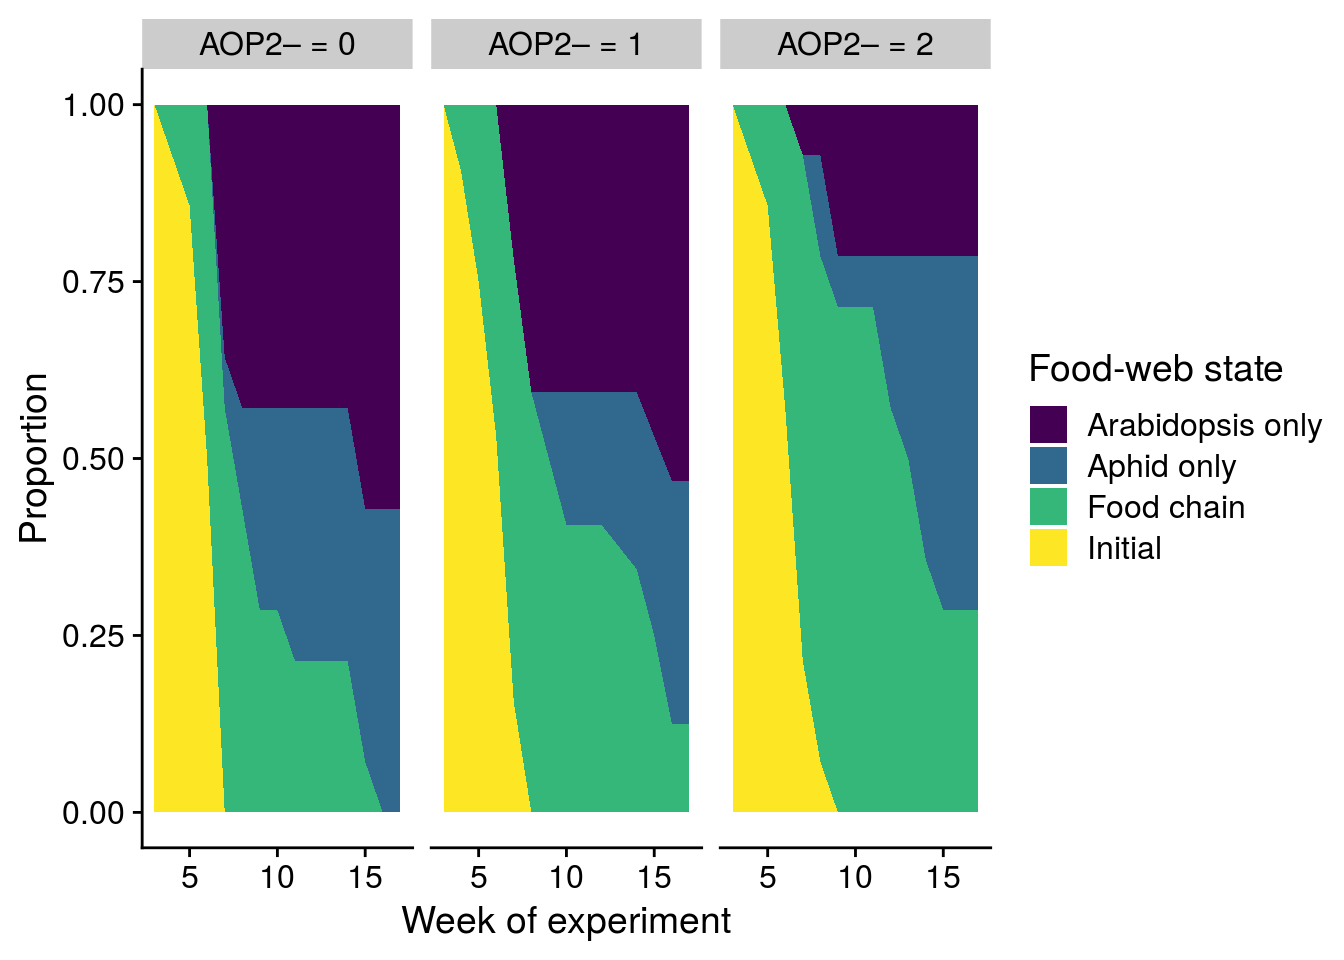 AOP2– = 0
AOP2– = 1
AOP2– = 2
1.00
0.75
0.50
0.25
0.00
Proportion
5 10 15
5 10 15
5 10 15
Week of experiment
Food-web state
Arabidopsis only
Aphid only
Food chain
Initial